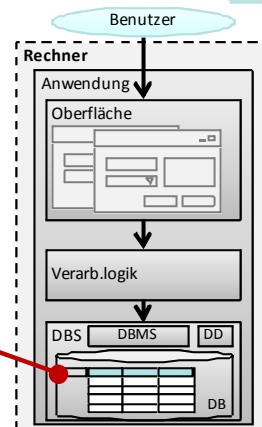 Benutzer
Rechner
Anwendung
Oberfläche
Verarb.logik
DBS DBMS DD
DB